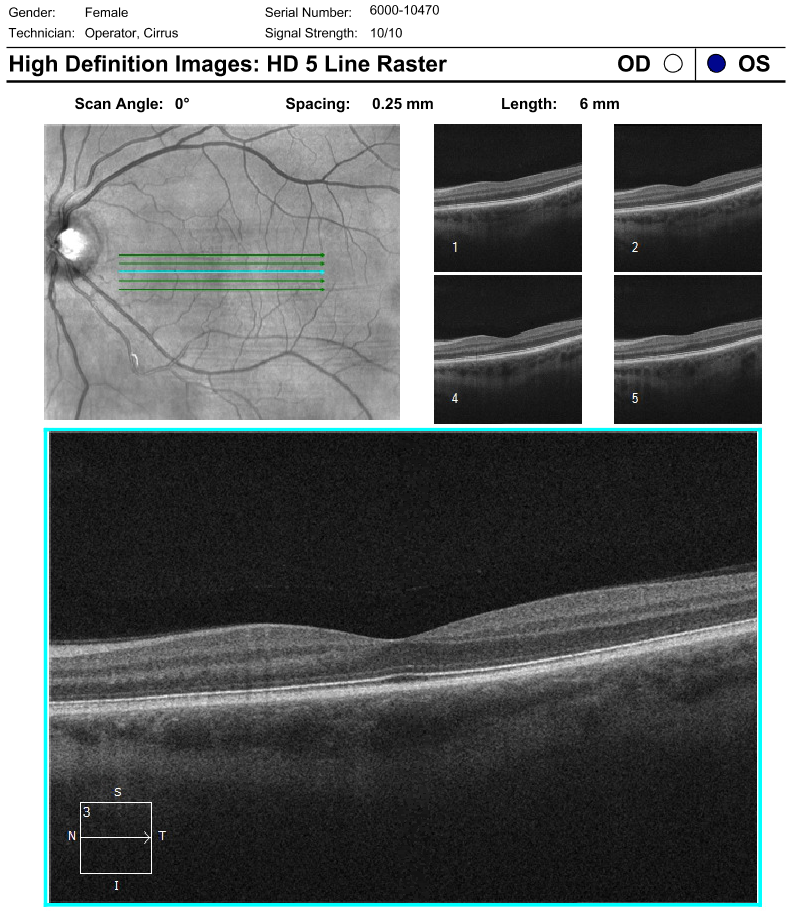 Gender: Female Serial Number: 6000-10470
Technician: Operator, Cirrus Signal Strength: 10/10
High Definition Images: HD 5 Line Raster OD OS
Scan Angle: 0° Spacing: 0.25 mm Length: 6 mm
1 2
4 5
S
3
N T
I